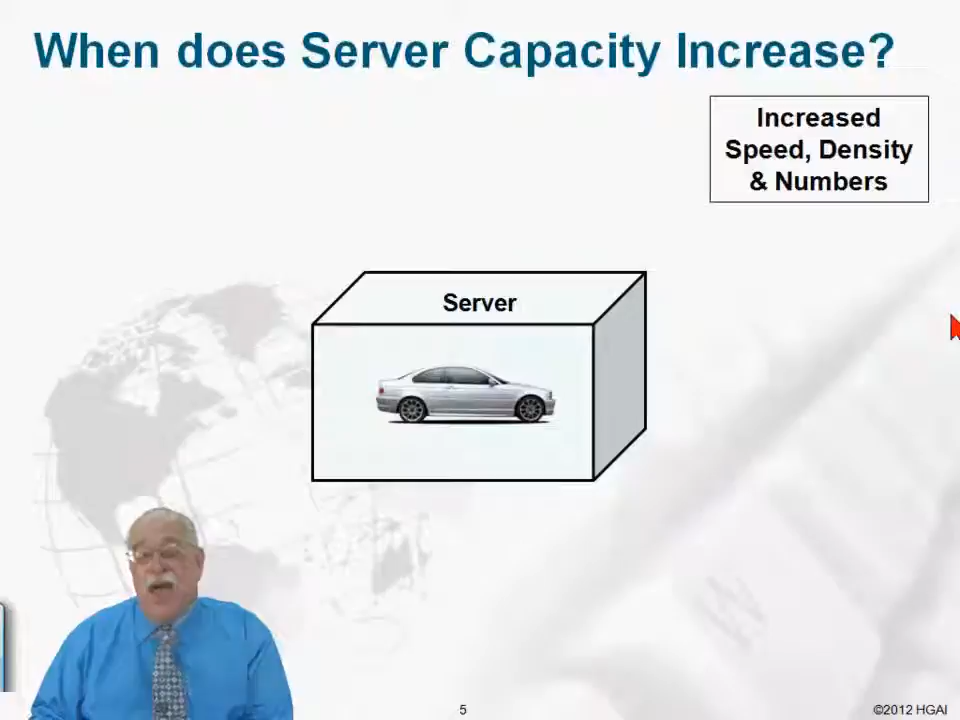 When does Server Capacity Increase?
Increased
Speed, Density
& Numbers
Server
5
©2012 HGAI